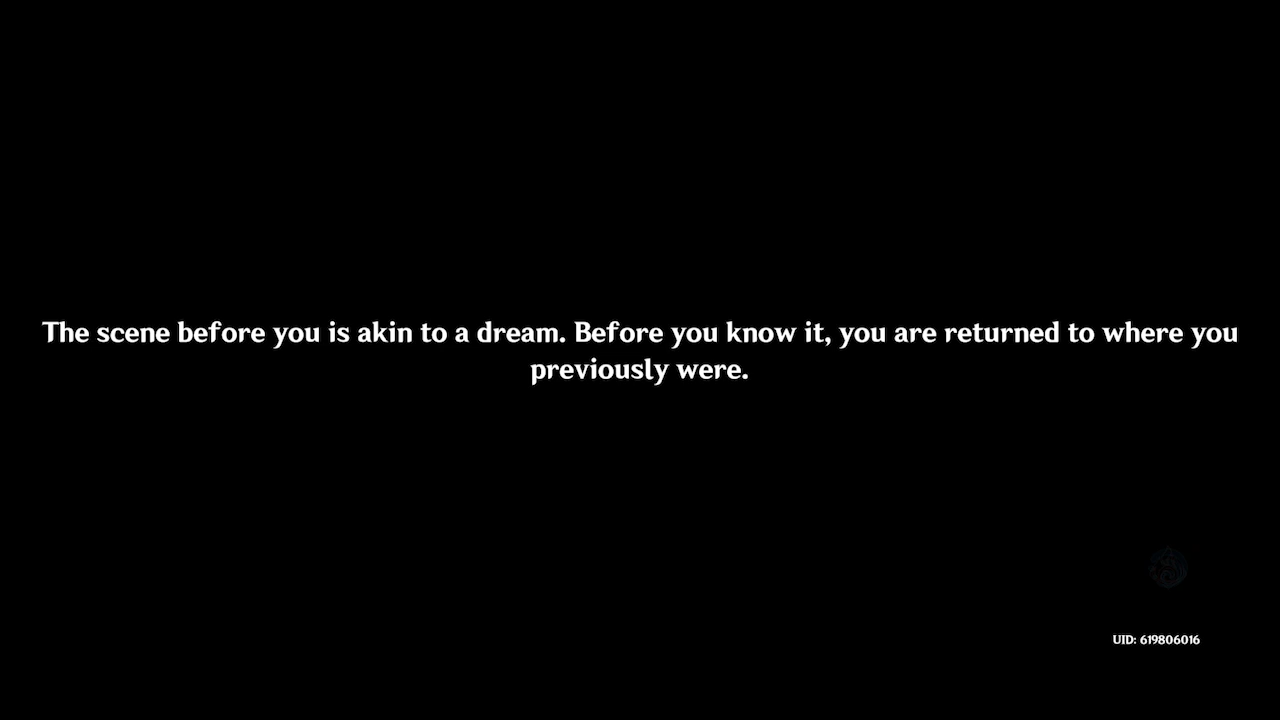 The scene before you is akin to a dream. Before you know it, you are returned to where you
previously were.
UID: 619806016